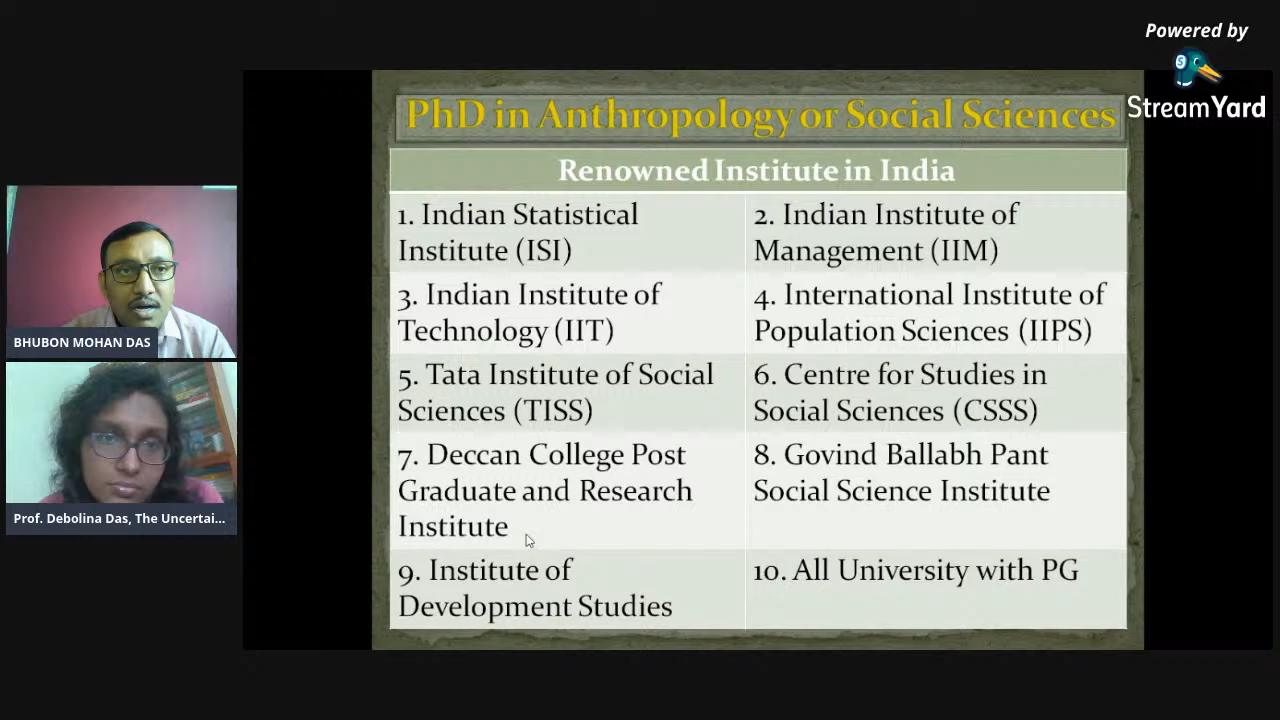 Powered by
StreamYard
PhD in Anthropology or Social Sciences
Renowned Institute in India
1. Indian Statistical
Institute (ISI)
2. Indian Institute of
Management (IIM)
3. Indian Institute of
Technology (IIT)
4. International Institute of
Population Sciences (IIPS)
5. Tata Institute of Social
Sciences (TISS)
6. Centre for Studies in
Social Sciences (CSSS)
7. Deccan College Post
Graduate and Research
Institute
8. Govind Ballabh Pant
Social Science Institute
9. Institute of
Development Studies
10. All University with PG
BHUBON MOHAN DAS
Prof. Debolina Das, The Uncertai...